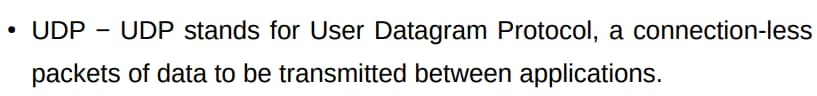 • UDP − UDP stands for User Datagram Protocol, a connection-less
packets of data to be transmitted between applications.